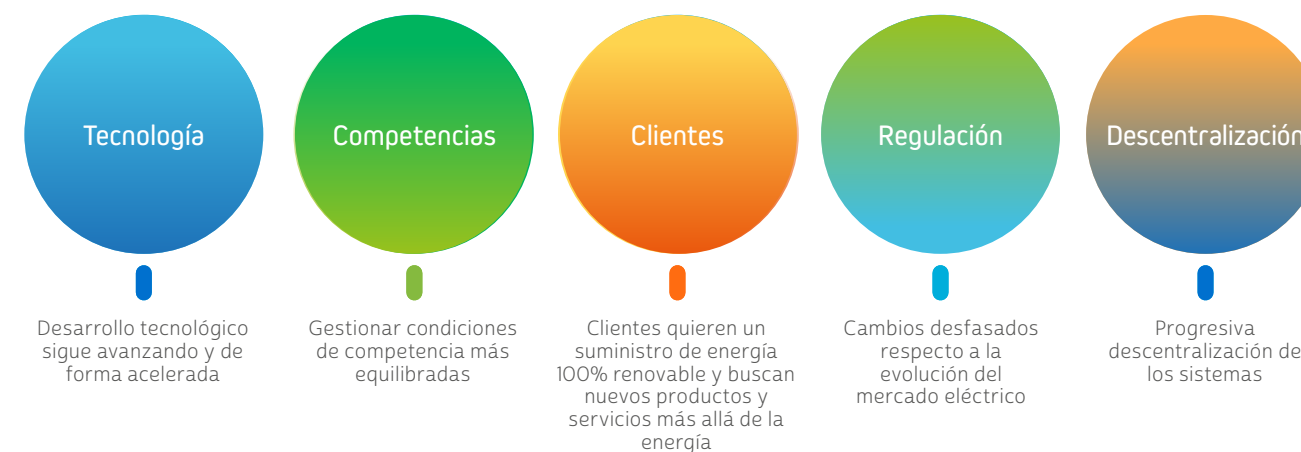 Tecnología
Competencias
Clientes
Regulación
Descentralización
Desarrollo tecnológico
sigue avanzando y de
forma acelerada
Gestionar condiciones
de competencia más
equilibradas
Clientes quieren un
suministro de energía
100% renovable y buscan
nuevos productos y
servicios más allá de la
energía
Cambios desfasados
respecto a la
evolución del
mercado eléctrico
Progresiva
descentralización de
los sistemas